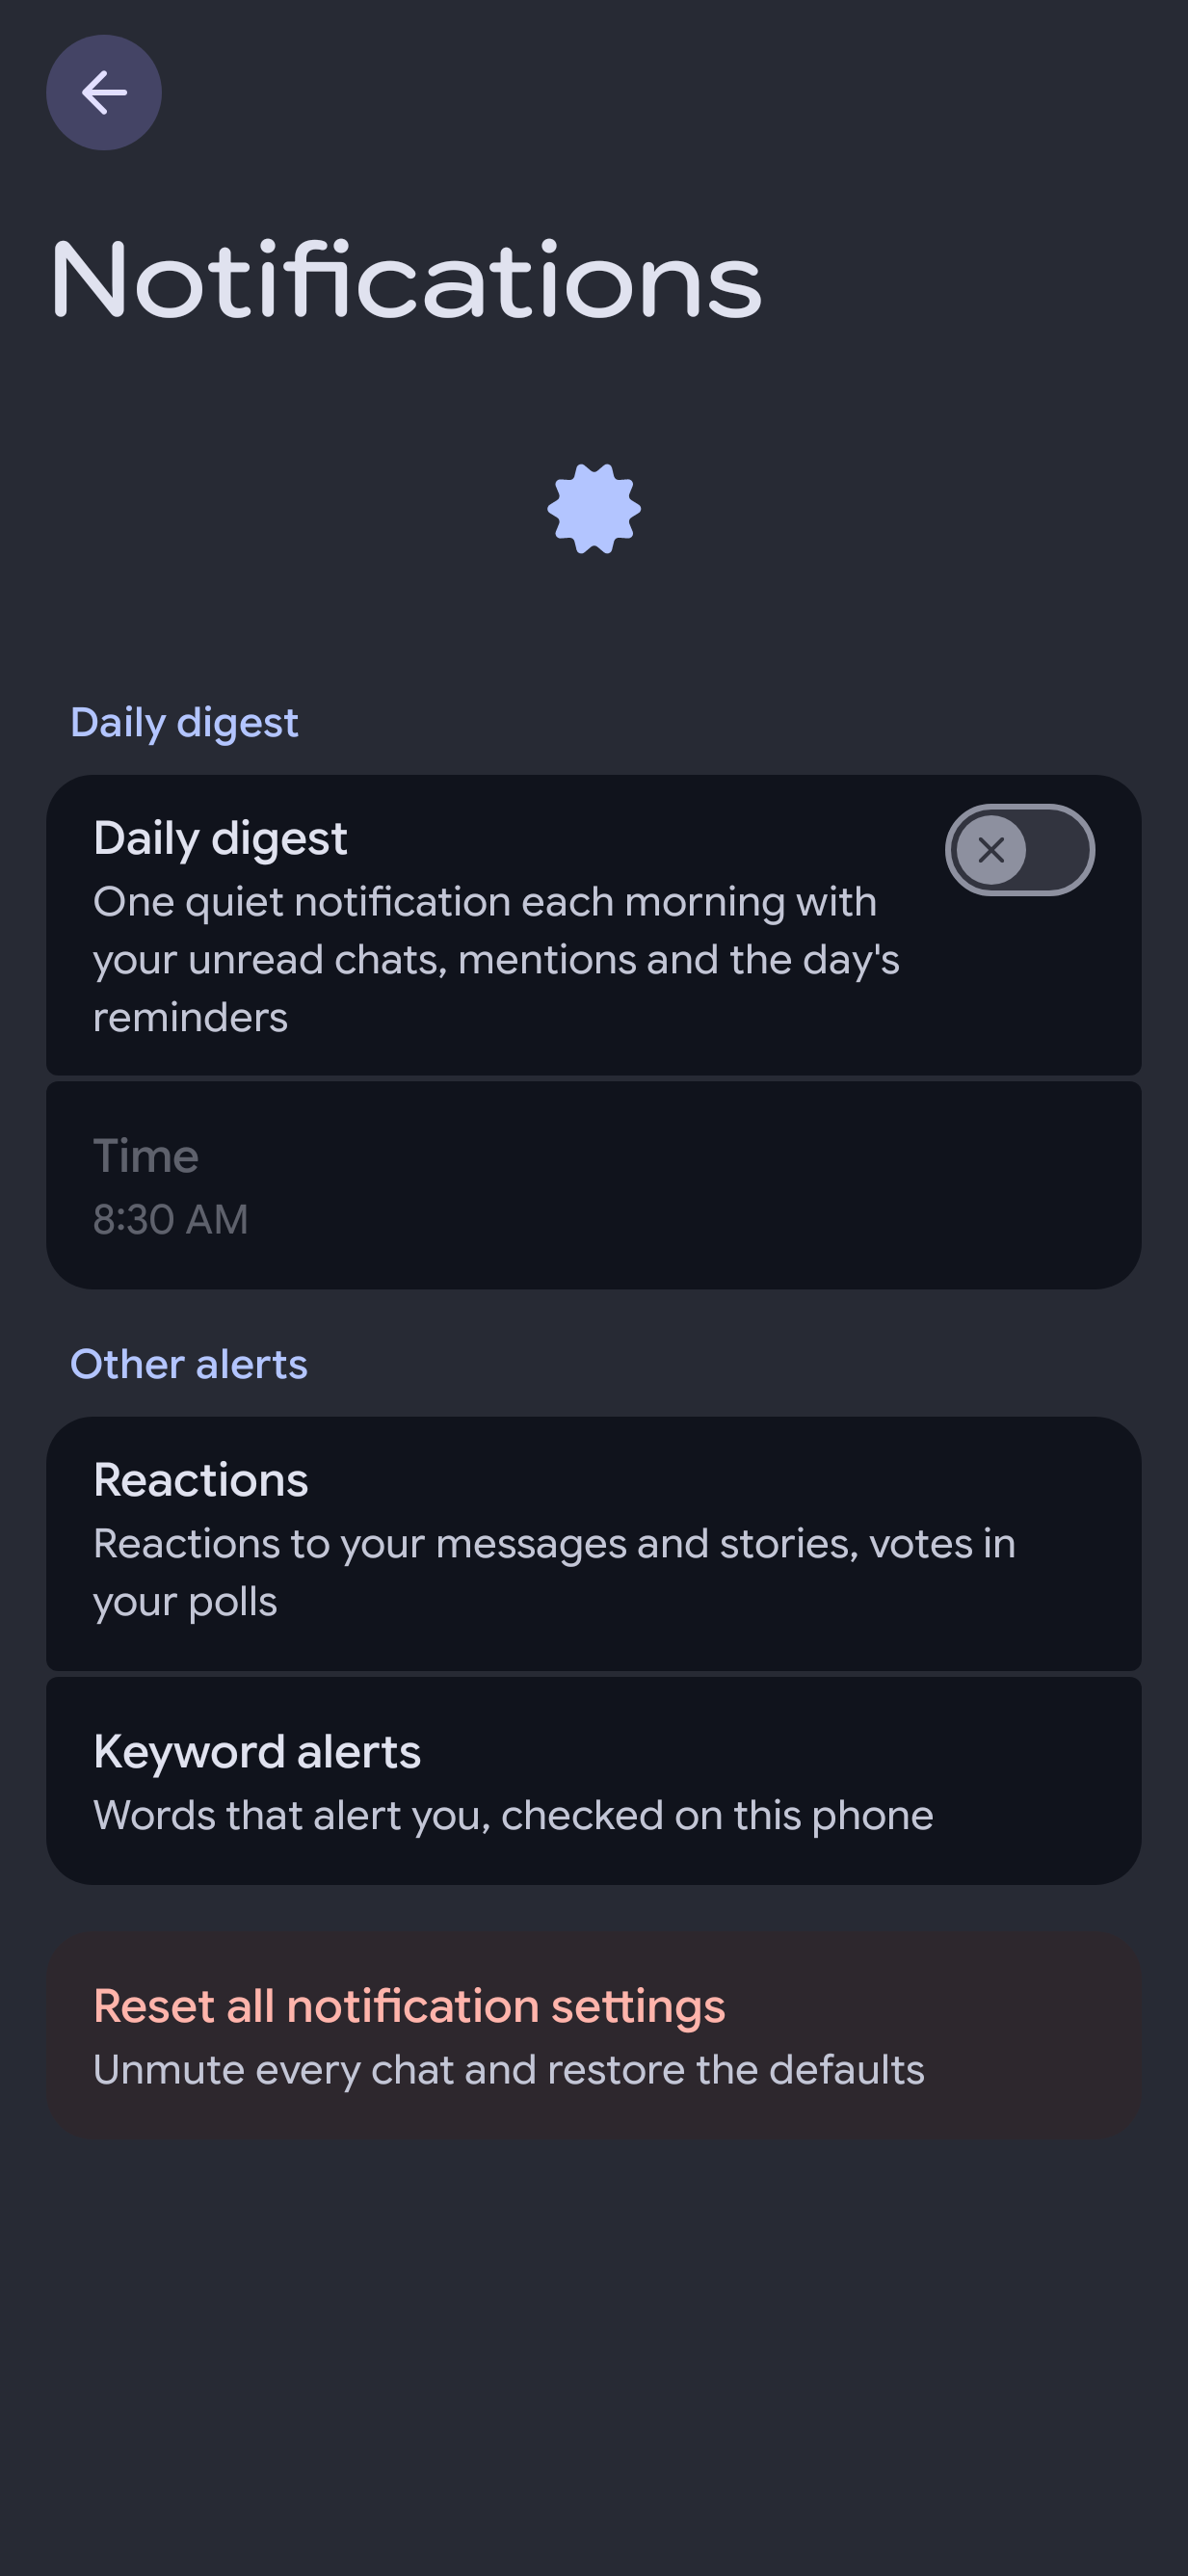 Notifications
Daily digest
Daily digest
One quiet notification each morning with
your unread chats, mentions and the day's
reminders
Time
8:30 AM
Other alerts
Reactions
Reactions to your messages and stories, votes in
your polls
Keyword alerts
Words that alert you, checked on this phone
Reset all notification settings
Unmute every chat and restore the defaults